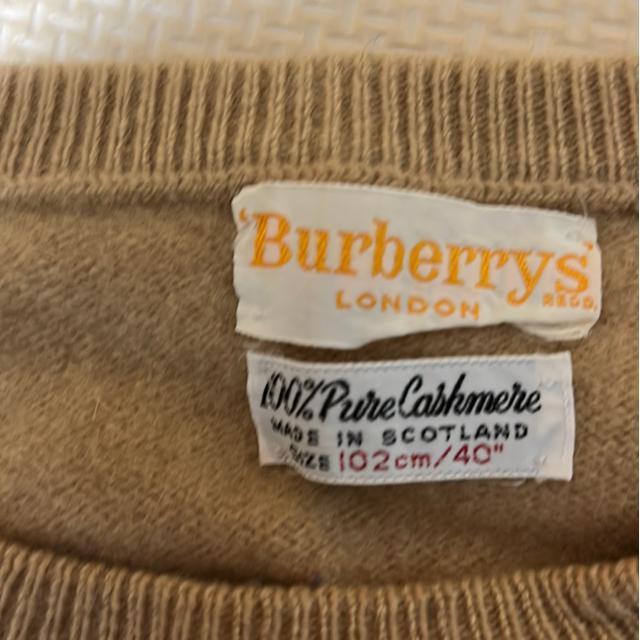 'Burberrys'
LONDON REGD.
100% Pure Cashmere
MADE IN SCOTLAND
SIZE 102cm/40"